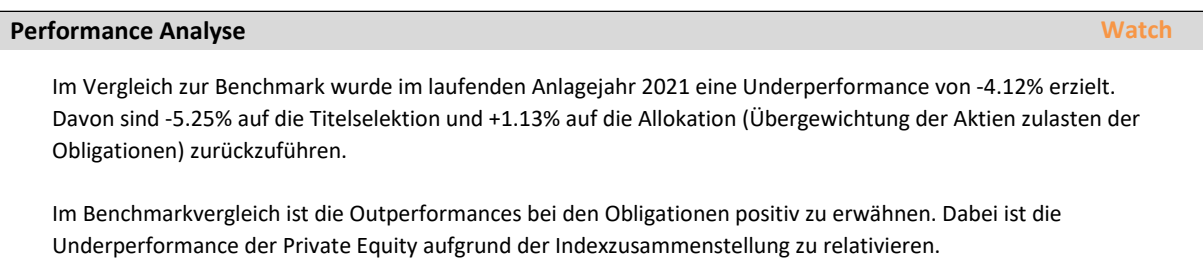 Performance Analyse Watch
Im Vergleich zur Benchmark wurde im laufenden Anlagejahr 2021 eine Underperformance von -4.12% erzielt.
Davon sind -5.25% auf die Titelselektion und +1.13% auf die Allokation (Übergewichtung der Aktien zulasten der
Obligationen) zurückzuführen.
Im Benchmarkvergleich ist die Outperformances bei den Obligationen positiv zu erwähnen. Dabei ist die
Underperformance der Private Equity aufgrund der Indexzusammenstellung zu relativieren.